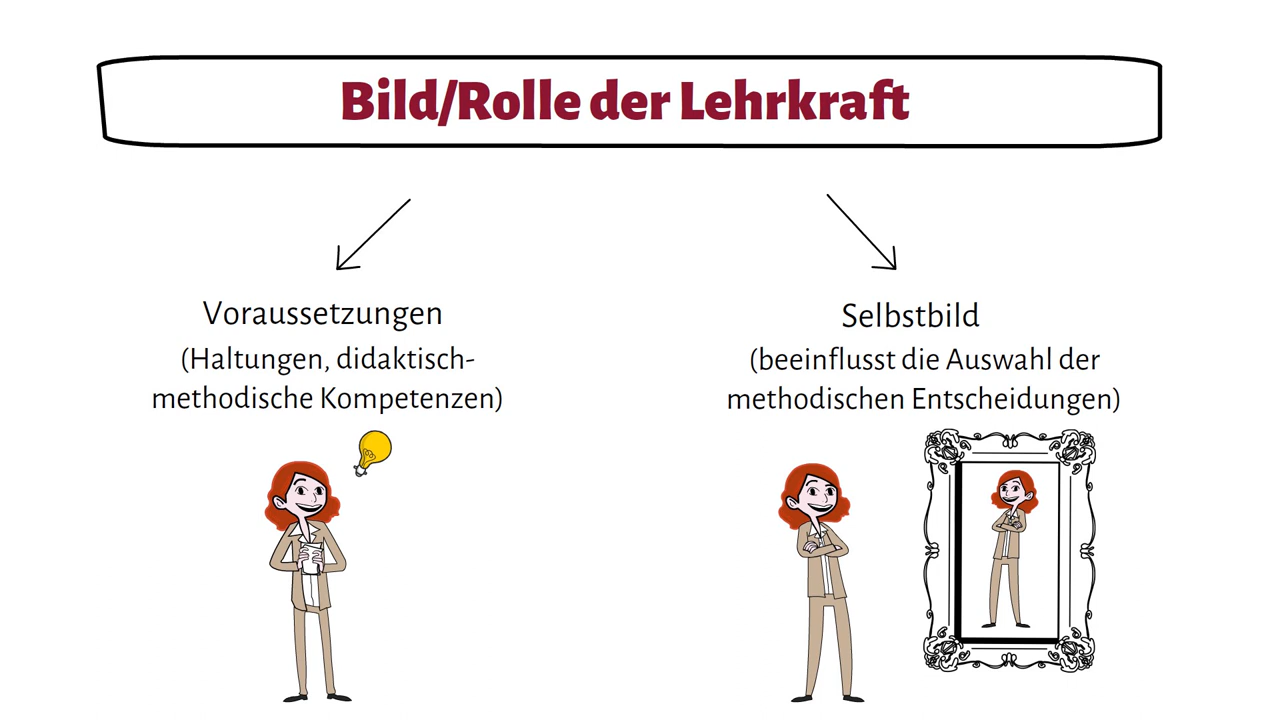 Bild/Rolle der Lehrkraft
Voraussetzungen
(Haltungen, didaktisch-
methodische Kompetenzen)
Selbstbild
(beeinflusst die Auswahl der
methodischen Entscheidungen)